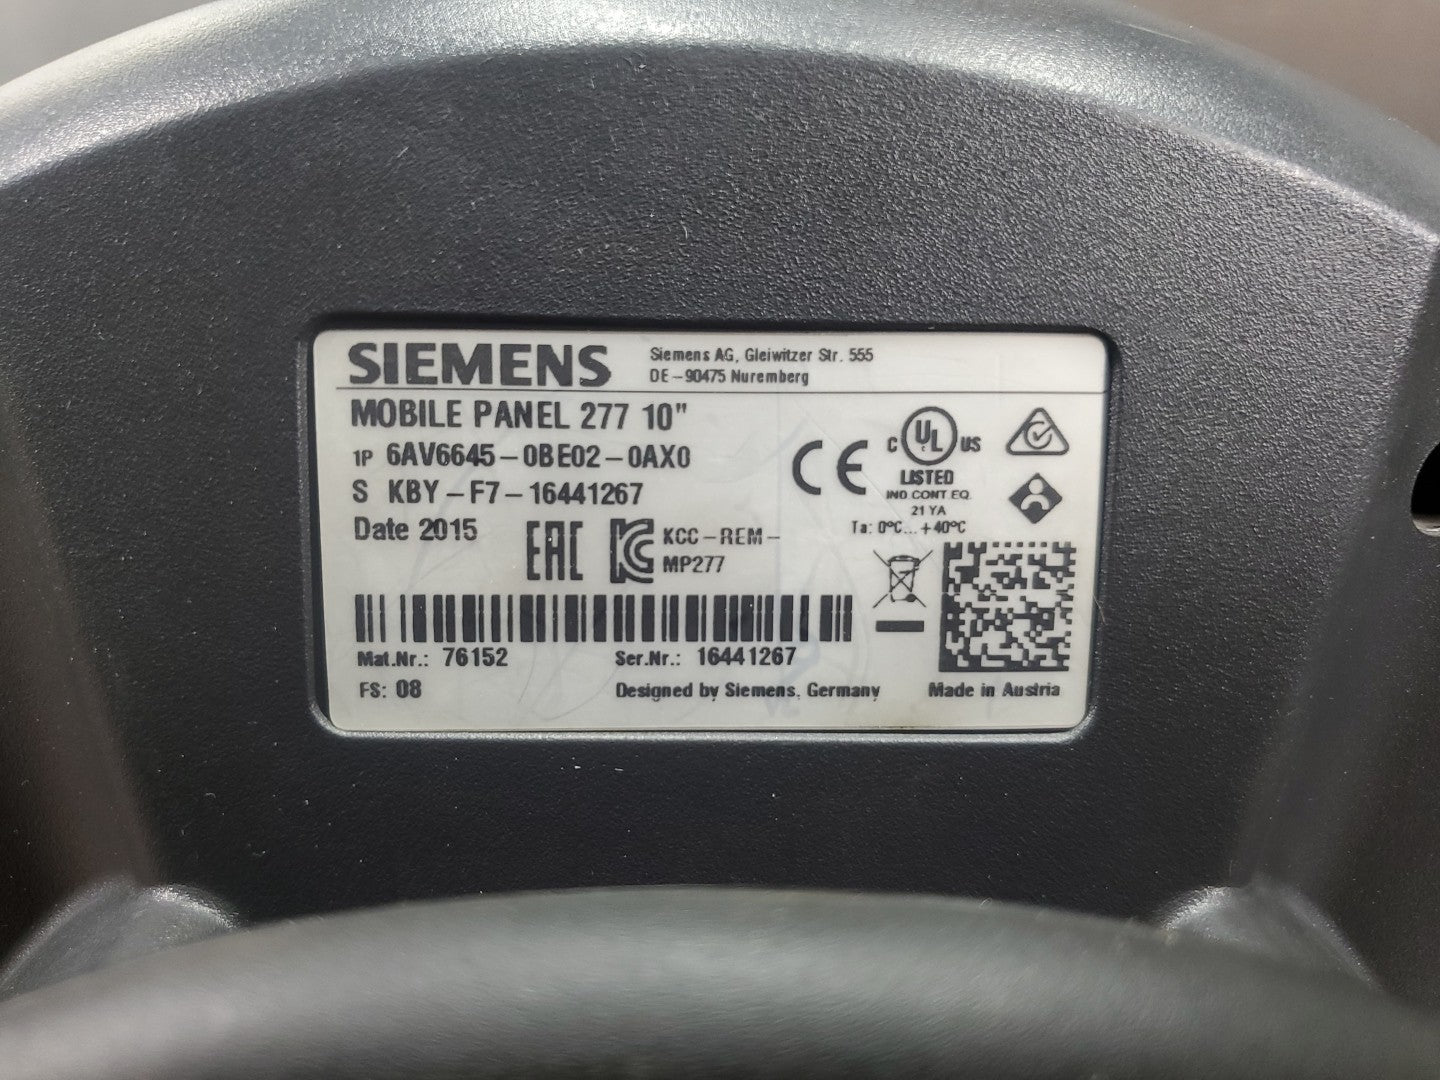 SIEMENS
Siemens AG, Gleiwitzer Str. 555
DE-90475 Nuremberg
MOBILE PANEL 277 10"
1P 6AV6645-0BE02-0AX0
S KBY-F7-16441267
Date 2015
EAC
KC
KCC-REM-
MP277
CE
C UL US
LISTED
IND.CONT.EQ.
21 YA
Ta: 0°C...+40°C
Mat.Nr.: 76152
Ser.Nr.: 16441267
FS: 08
Designed by Siemens, Germany
Made in Austria